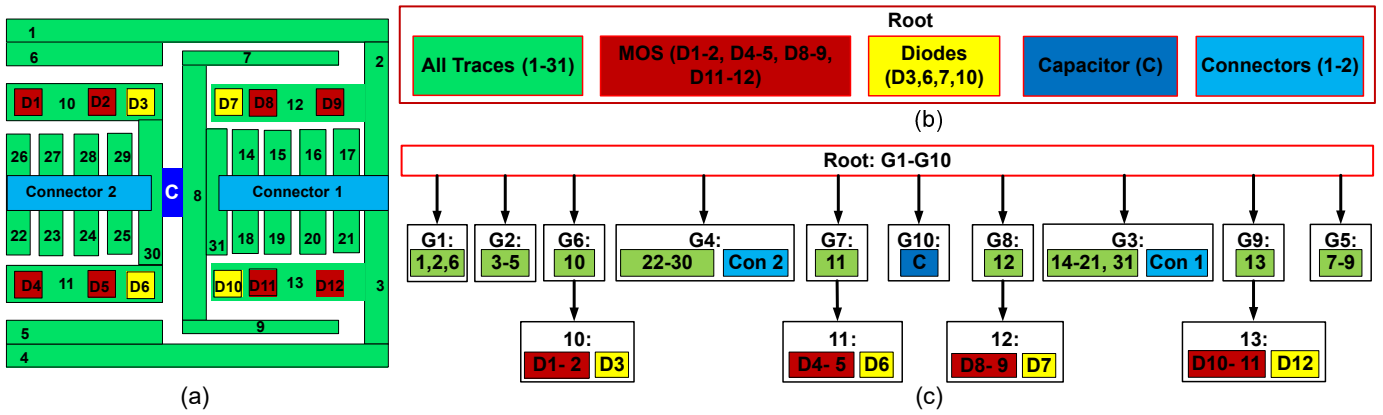 1
6
7
2
D1
10
D2
D3
D7
D8
12
D9
26
27
28
29
14
15
16
17
Connector 2
C
8
Connector 1
22
23
24
25
30
31
18
19
20
21
D4
11
D5
D6
D10
D11
13
D12
3
5
9
4
(a)
Root
All Traces (1-31)
MOS (D1-2, D4-5, D8-9,
D11-12)
Diodes
(D3,6,7,10)
Capacitor (C)
Connectors (1-2)
(b)
Root: G1-G10
G1:
1,2,6
G2:
3-5
G6:
10
G4:
22-30
Con 2
G7:
11
G10:
C
G8:
12
G3:
14-21, 31
Con 1
G9:
13
G5:
7-9
10:
D1- 2
D3
11:
D4- 5
D6
12:
D8- 9
D7
13:
D10- 11
D12
(c)